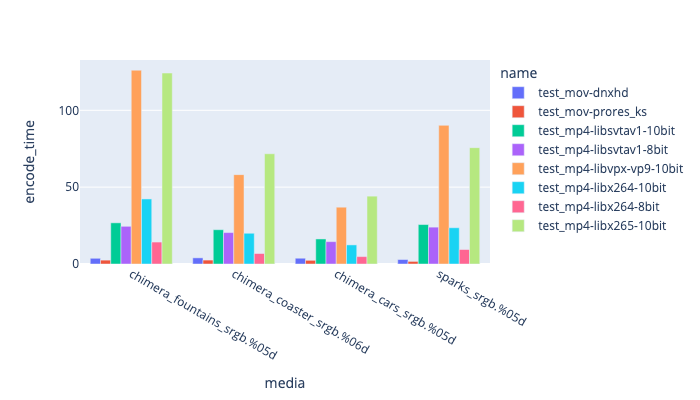 name
test_mov-dnxhd
test_mov-prores_ks
test_mp4-libsvtav1-10bit
test_mp4-libsvtav1-8bit
test_mp4-libvpx-vp9-10bit
test_mp4-libx264-10bit
test_mp4-libx264-8bit
test_mp4-libx265-10bit
encode_time
100
50
0
chimera_fountains_srgb.%05d
chimera_coaster_srgb.%06d
chimera_cars_srgb.%05d
sparks_srgb.%05d
media